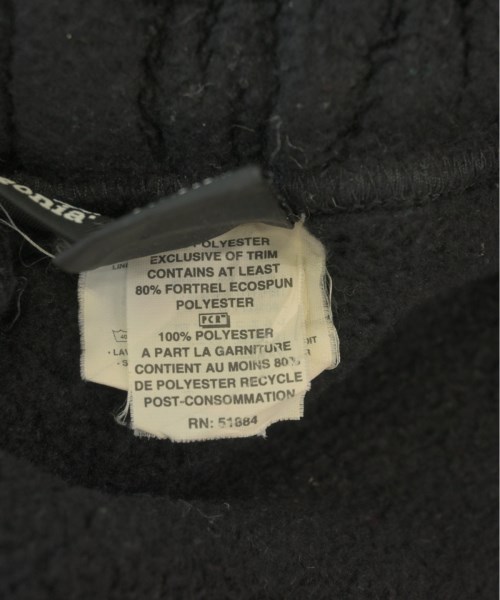 POLYESTER
EXCLUSIVE OF TRIM
CONTAINS AT LEAST
80% FORTREL ECOSPUN
POLYESTER
PCR
100% POLYESTER
A PART LA GARNITURE
CONTIENT AU MOINS 80%
DE POLYESTER RECYCLE
POST-CONSOMMATION
RN: 51884